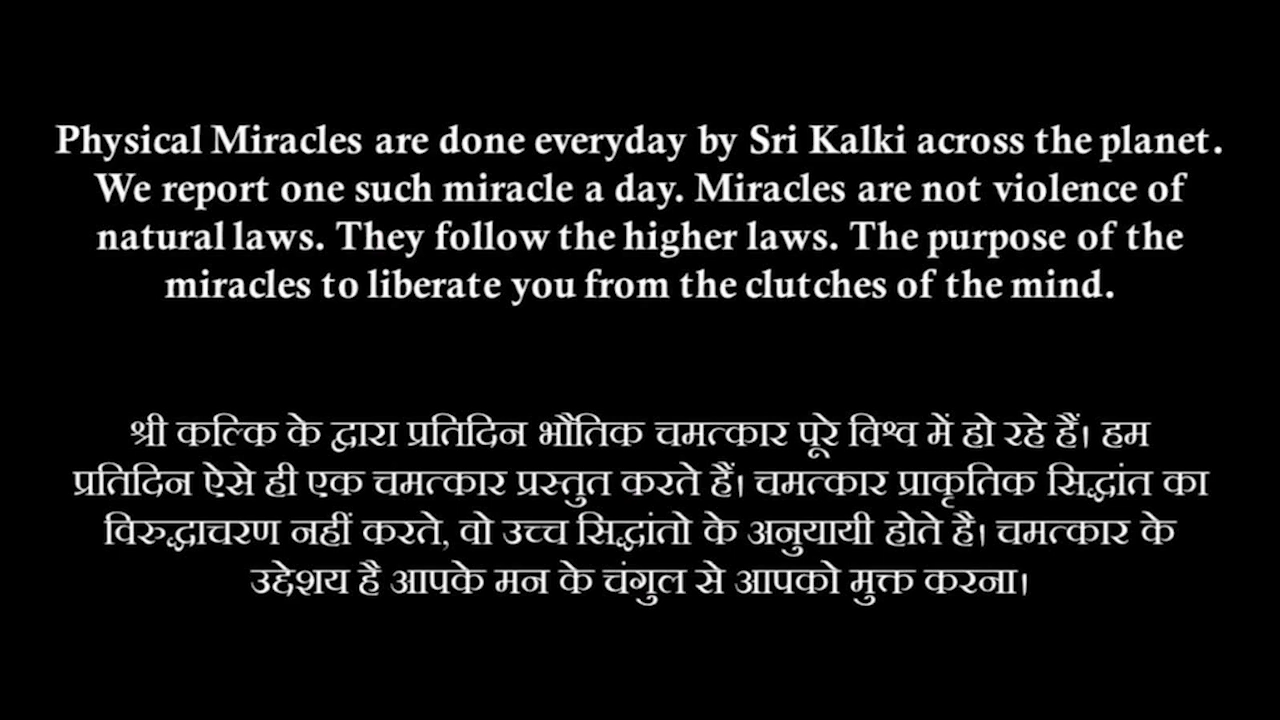 Physical Miracles are done everyday by Sri Kalki across the planet.
We report one such miracle a day. Miracles are not violence of
natural laws. They follow the higher laws. The purpose of the
miracles to liberate you from the clutches of the mind.
श्री कल्कि के द्वारा प्रतिदिन भौतिक चमत्कार पूरे विश्व में हो रहे हैं। हम
प्रतिदिन ऐसे ही एक चमत्कार प्रस्तुत करते हैं। चमत्कार प्राकृतिक सिद्धांत का
विरुद्धाचरण नहीं करते, वो उच्च सिद्धांतो के अनुयायी होते है। चमत्कार के
उद्देशय है आपके मन के चंगुल से आपको मुक्त करना।